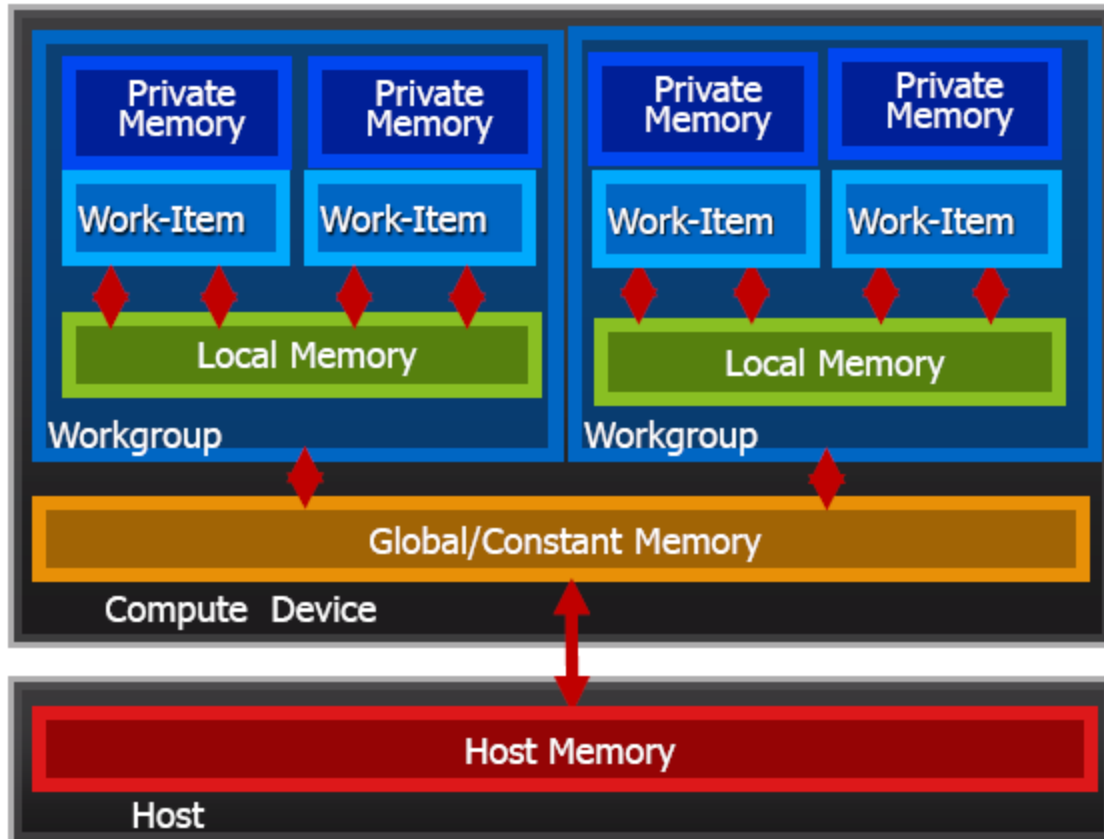 Private
Memory
Private
Memory
Private
Memory
Private
Memory
Work-Item
Work-Item
Work-Item
Work-Item
Local Memory
Local Memory
Workgroup
Workgroup
Global/Constant Memory
Compute Device
Host Memory
Host